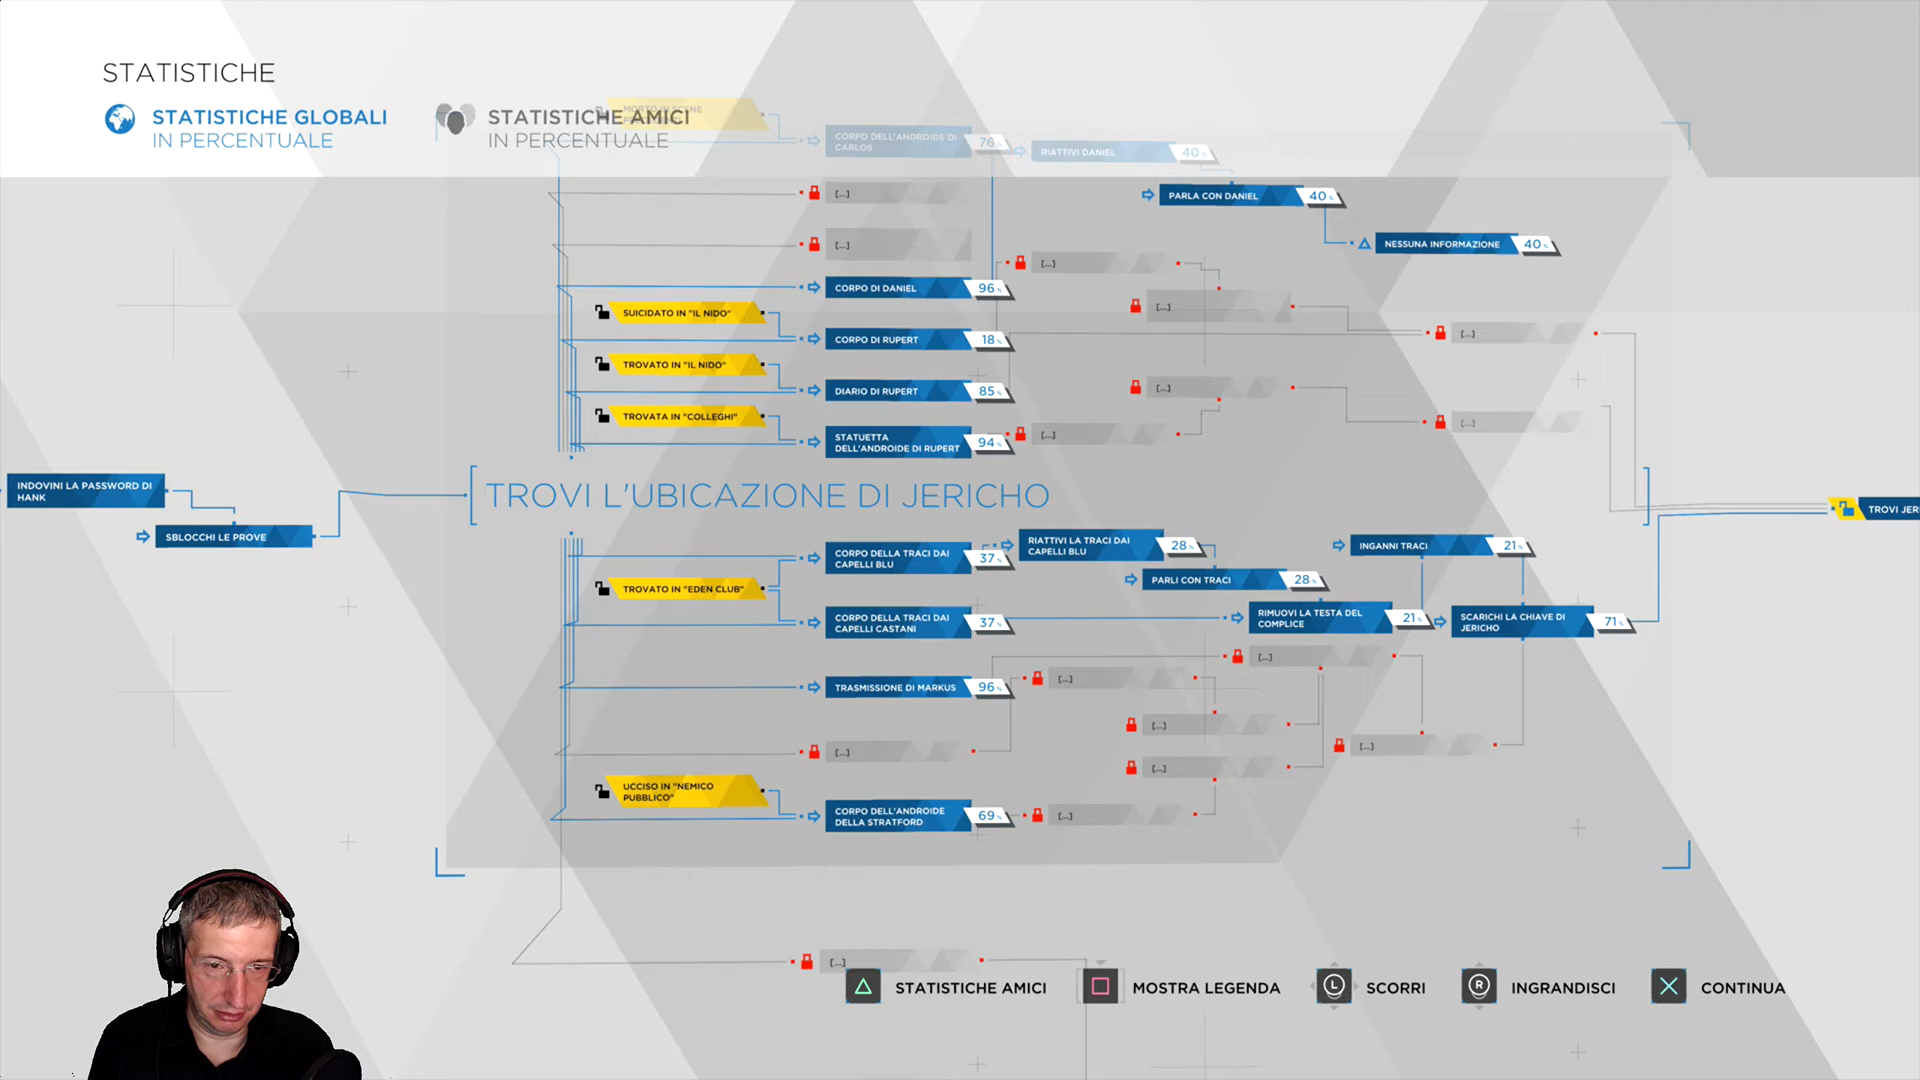 STATISTICHE
STATISTICHE GLOBALI
IN PERCENTUALE
STATISTICHE AMICI
IN PERCENTUALE
MORTO IN SCENE
CORPO DELL'ANDROIDE DI
CARLOS
76
RIATTIVI DANIEL
40%
[...]
PARLA CON DANIEL
40%
[...]
NESSUNA INFORMAZIONE
40%
[...]
CORPO DI DANIEL
96%
[...]
SUICIDATO IN "IL NIDO"
CORPO DI RUPERT
18%
[...]
TROVATO IN "IL NIDO"
DIARIO DI RUPERT
85%
[...]
TROVATA IN "COLLEGHI"
STATUETTA
DELL'ANDROIDE DI RUPERT
94%
[...]
[...]
INDOVINI LA PASSWORD DI
HANK
SBLOCCHI LE PROVE
TROVI L'UBICAZIONE DI JERICHO
TROVI JER
CORPO DELLA TRACI DAI
CAPELLI BLU
37%
RIATTIVI LA TRACI DAI
CAPELLI BLU
28%
INGANNI TRACI
21%
PARLI CON TRACI
28%
TROVATO IN "EDEN CLUB"
CORPO DELLA TRACI DAI
CAPELLI CASTANI
37%
RIMUOVI LA TESTA DEL
COMPLICE
21%
SCARICHI LA CHIAVE DI
JERICHO
71%
[...]
TRASMISSIONE DI MARKUS
96%
[...]
[...]
[...]
[...]
[...]
UCCISO IN "NEMICO
PUBBLICO"
CORPO DELL'ANDROIDE
DELLA STRATFORD
69%
[...]
[...]
STATISTICHE AMICI
MOSTRA LEGENDA
L
SCORRI
R
INGRANDISCI
CONTINUA